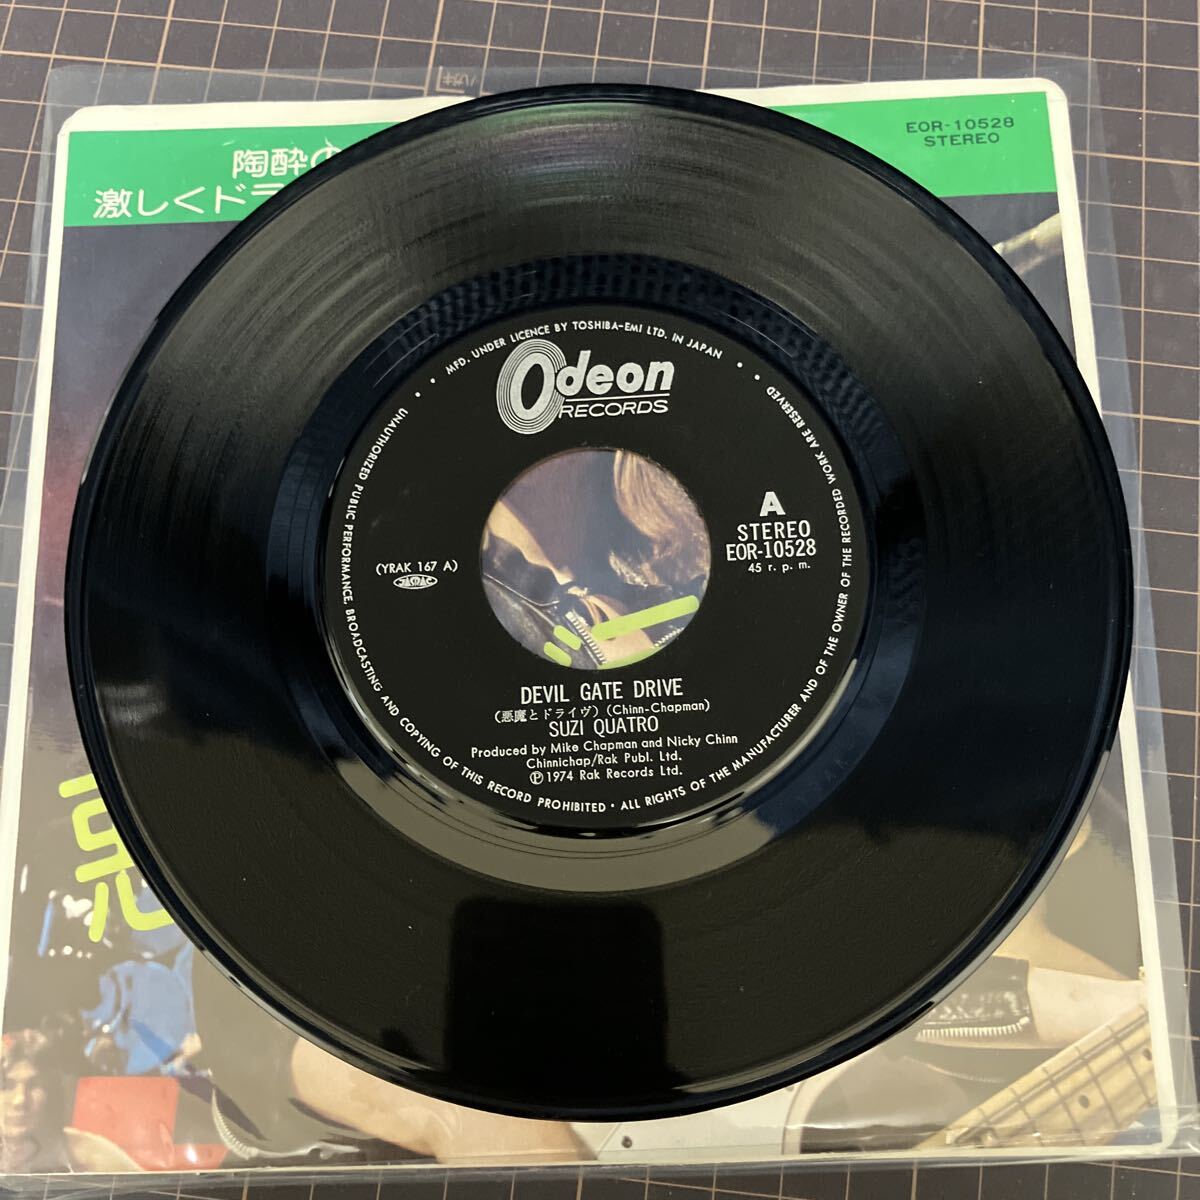 EOR-10528
STEREO
陶酔の
激しくドラ
MFD. UNDER LICENCE BY TOSHIBA-EMI LTD. IN JAPAN
Odeon
RECORDS
A
STEREO
EOR-10528
45 r. p. m.
(YRAK 167 A)
JASRAC
DEVIL GATE DRIVE
(悪魔とドライヴ) (Chinn-Chapman)
SUZI QUATRO
Produced by Mike Chapman and Nicky Chinn
Chinnichap/Rak Publ. Ltd.
Ⓟ 1974 Rak Records Ltd.
UNAUTHORIZED PUBLIC PERFORMANCE, BROADCASTING AND COPYING OF THIS RECORD PROHIBITED • ALL RIGHTS OF THE MANUFACTURER AND OF THE OWNER OF THE RECORDED WORK ARE RESERVED
悪